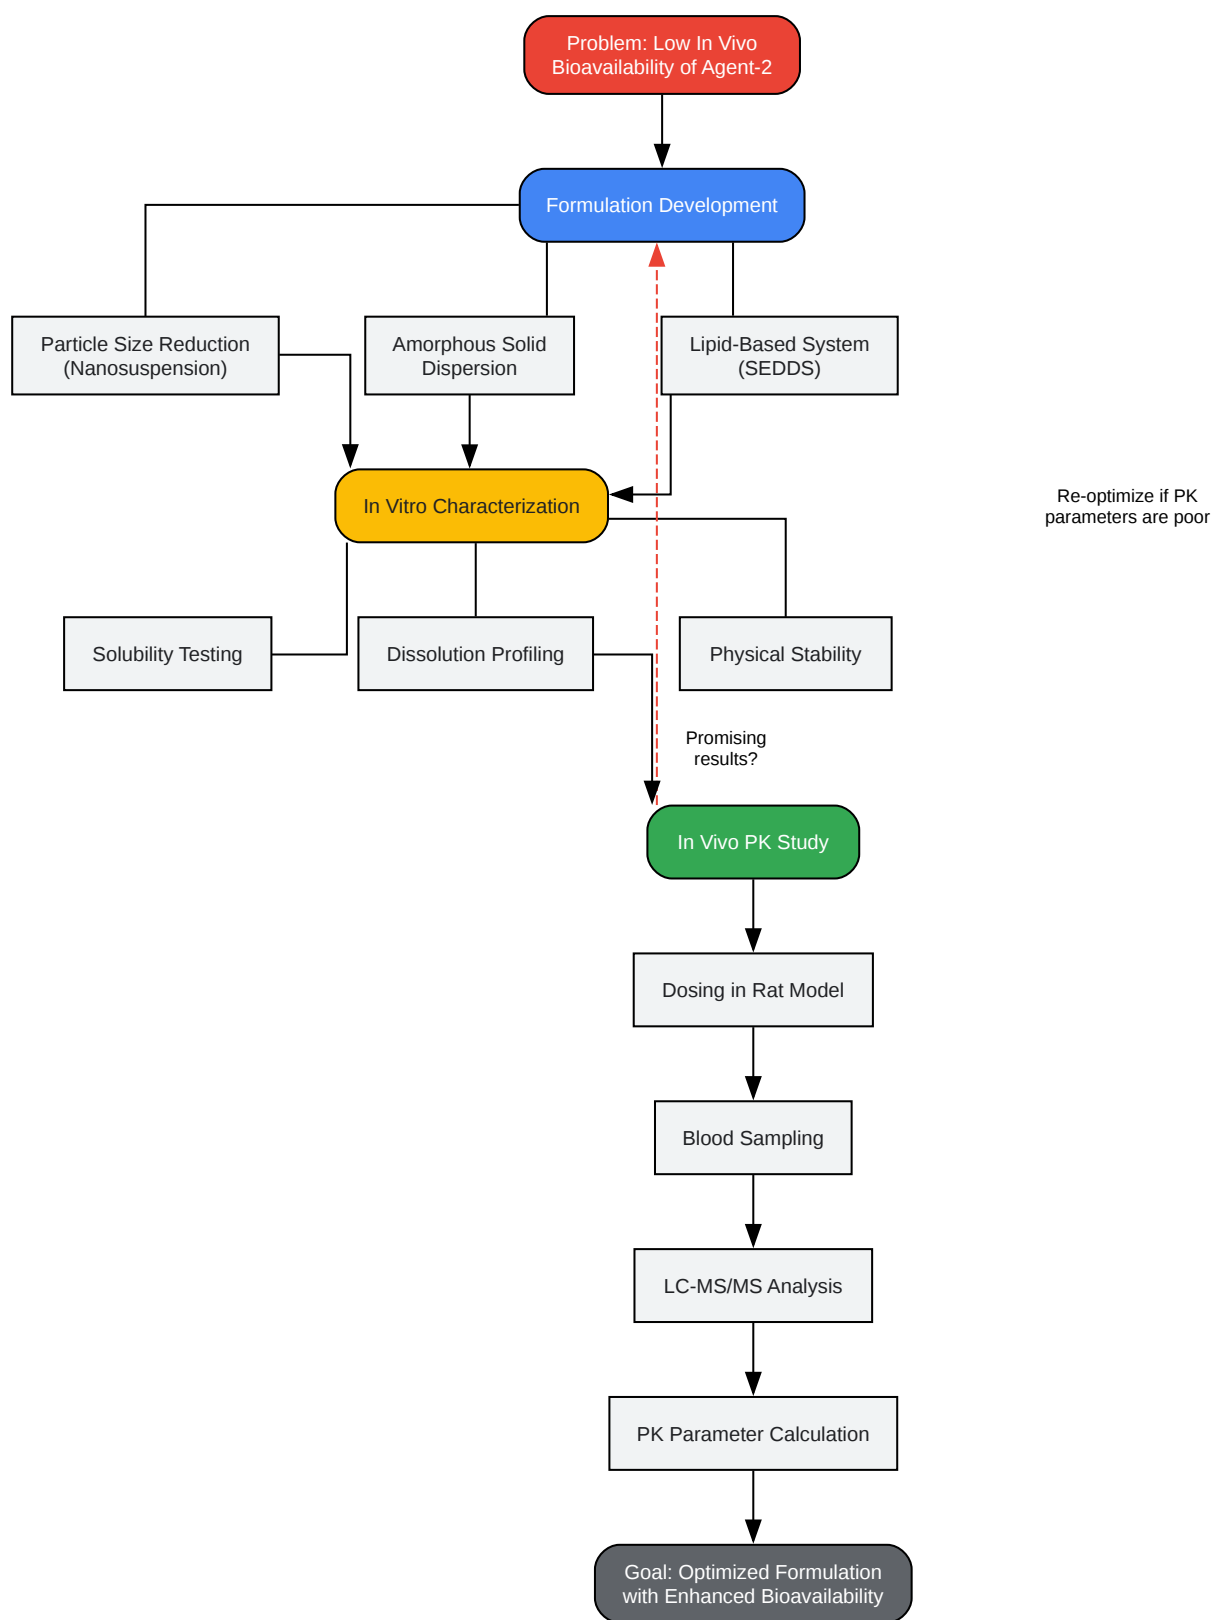 Problem: Low In Vivo
Bioavailability of Agent-2
Formulation Development
Particle Size Reduction
(Nanosuspension)
Amorphous Solid
Dispersion
Lipid-Based System
(SEDDS)
In Vitro Characterization
Re-optimize if PK
parameters are poor
Solubility Testing
Dissolution Profiling
Physical Stability
Promising
results?
In Vivo PK Study
Dosing in Rat Model
Blood Sampling
LC-MS/MS Analysis
PK Parameter Calculation
Goal: Optimized Formulation
with Enhanced Bioavailability